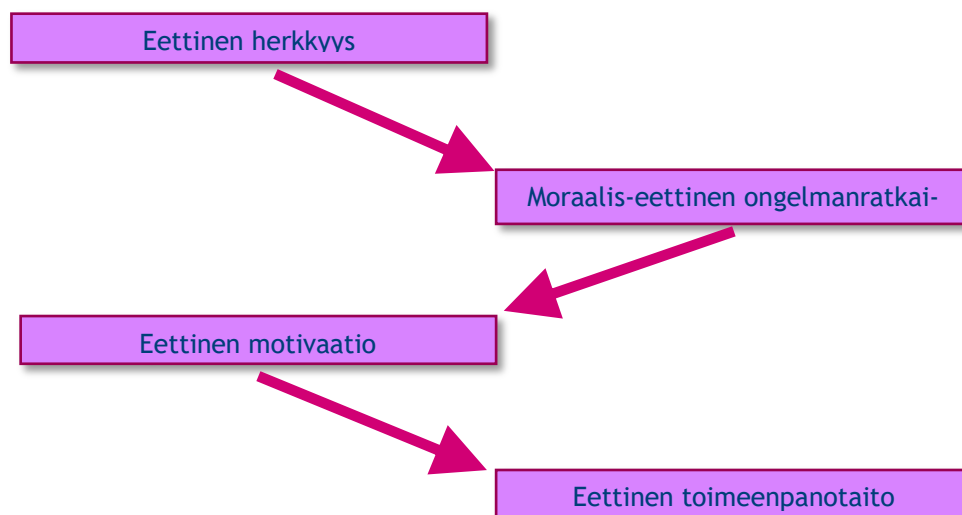 Eettinen herkkyys
Moraalis-eettinen ongelmanratkai-
Eettinen motivaatio
Eettinen toimeenpanotaito